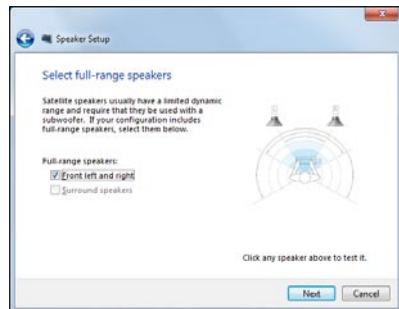 Speaker Setup
Select full-range speakers
Satellite speakers usually have a limited dynamic
range and require that they be used with a
subwoofer. If your configuration includes
full-range speakers, select them below.
Full-range speakers:
Front left and right
Surround speakers
Click any speaker above to test it.
Next
Cancel